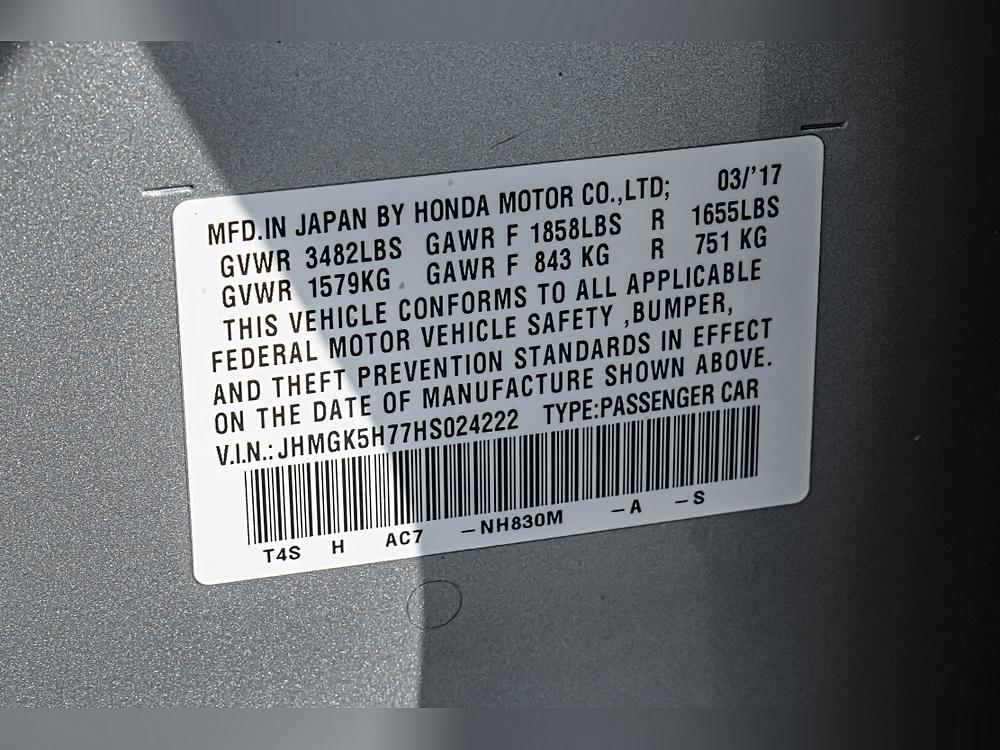 MFD.IN JAPAN BY HONDA MOTOR CO.,LTD; 03/'17
GVWR 3482LBS GAWR F 1858LBS R 1655LBS
GVWR 1579KG GAWR F 843 KG R 751 KG
THIS VEHICLE CONFORMS TO ALL APPLICABLE
FEDERAL MOTOR VEHICLE SAFETY ,BUMPER,
AND THEFT PREVENTION STANDARDS IN EFFECT
ON THE DATE OF MANUFACTURE SHOWN ABOVE.
V.I.N.: JHMGK5H77HS024222 TYPE:PASSENGER CAR
T4S H AC7 –NH830M –A –S